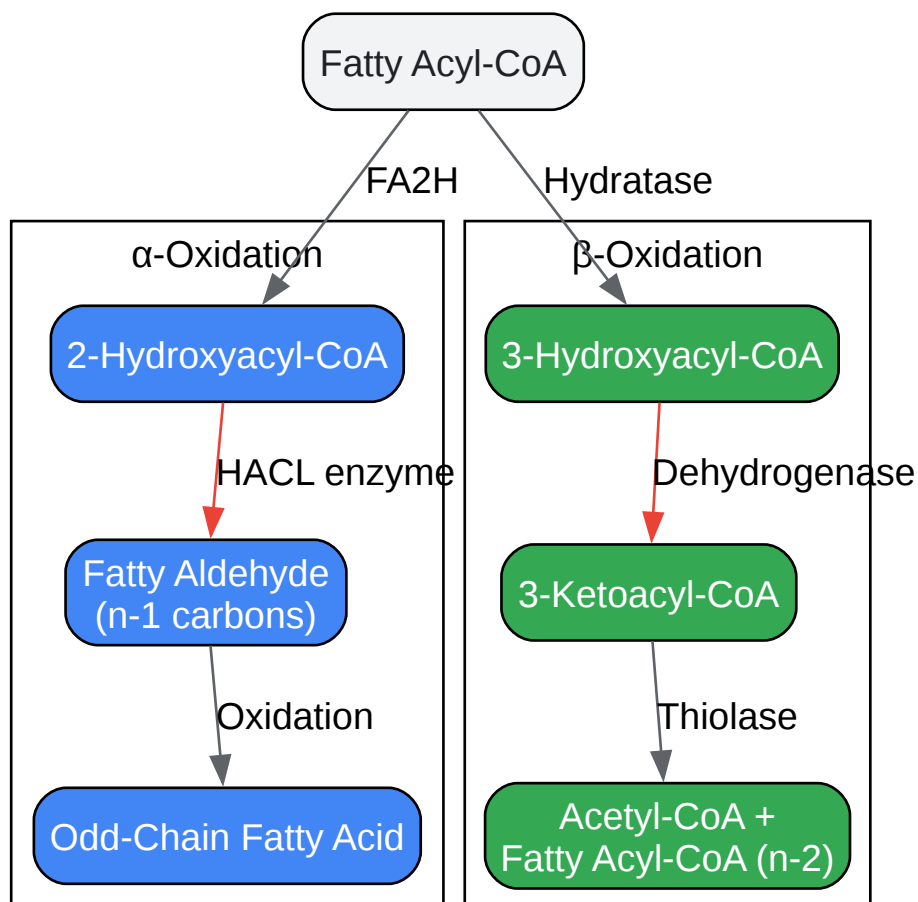 Fatty Acyl-CoA
FA2H
Hydratase
α-Oxidation
β-Oxidation
2-Hydroxyacyl-CoA
3-Hydroxyacyl-CoA
HACL enzyme
Dehydrogenase
Fatty Aldehyde
(n-1 carbons)
3-Ketoacyl-CoA
Oxidation
Thiolase
Odd-Chain Fatty Acid
Acetyl-CoA +
Fatty Acyl-CoA (n-2)